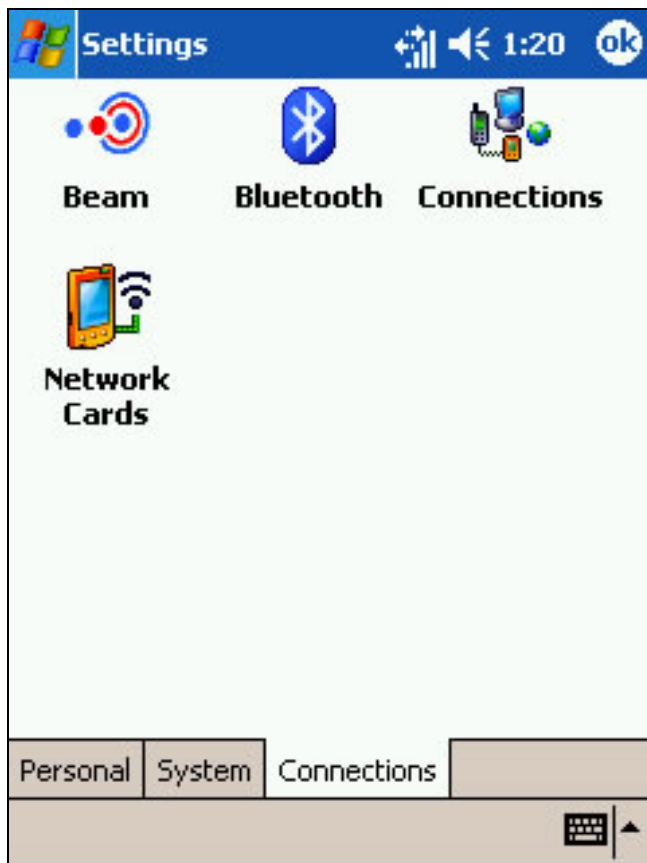 Settings 1:20 ok
Beam Bluetooth Connections
Network
Cards
Personal System Connections